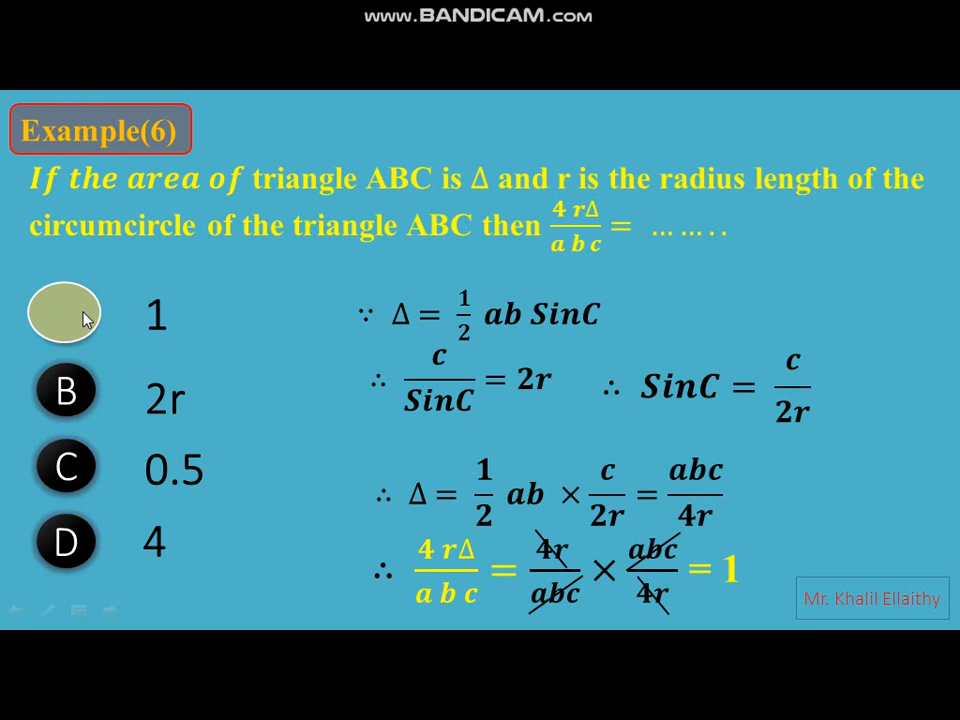 www.BANDICAM.com
Example(6)
If the area of triangle ABC is Δ and r is the radius length of the
circumcircle of the triangle ABC then 4 rΔ / a b c = ... ... . .
1
∵ Δ = 1/2 ab SinC
B 2r
∴ c/SinC = 2r ∴ SinC = c/2r
C 0.5
∴ Δ = 1/2 ab × c/2r = abc/4r
D 4
∴ 4 rΔ / a b c = 4r/abc × abc/4r = 1
Mr. Khalil Ellaithy